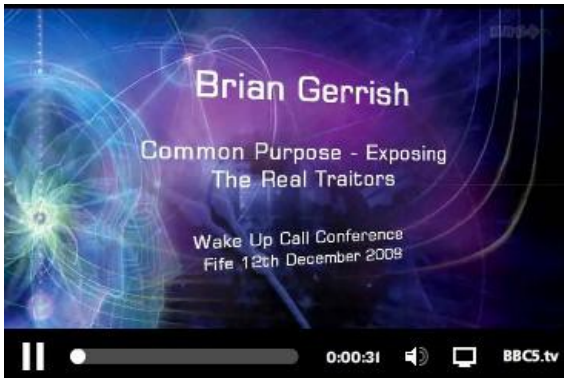 Brian Gerrish
Common Purpose - Exposing
The Real Traitors
Wake Up Call Conference
Fife 12th December 2009
0:00:31
BBC5.tv